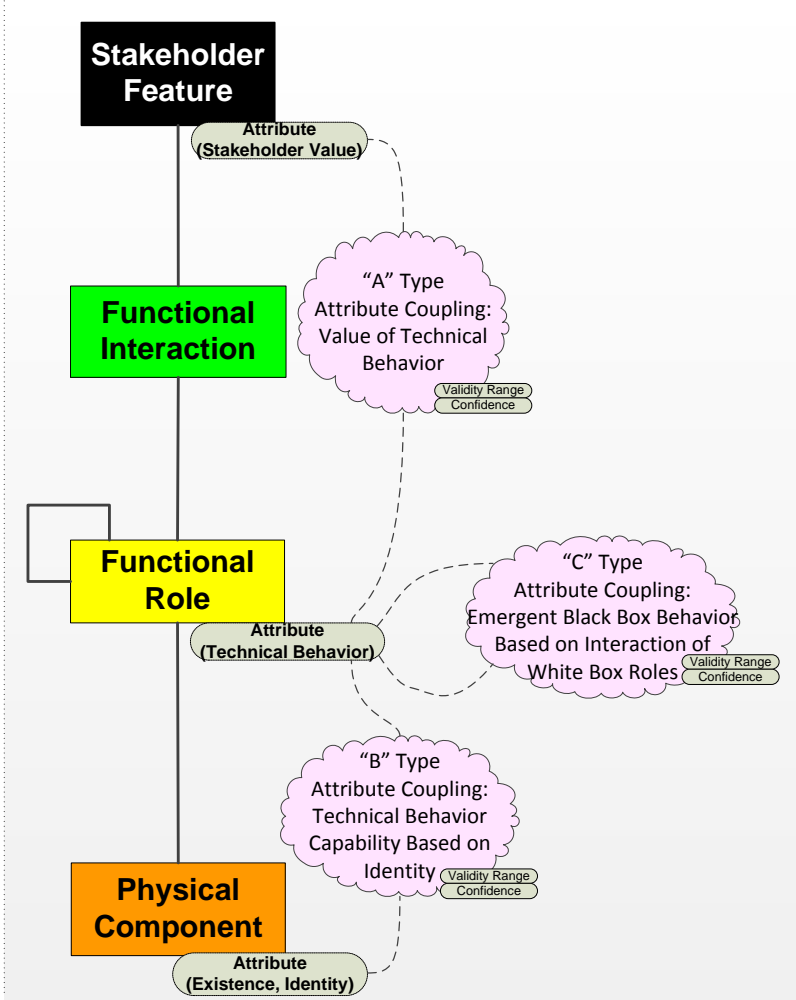 Stakeholder
Feature
Attribute
(Stakeholder Value)
“A” Type
Attribute Coupling:
Value of Technical
Behavior
Validity Range
Confidence
Functional
Interaction
Functional
Role
Attribute
(Technical Behavior)
“C” Type
Attribute Coupling:
Emergent Black Box Behavior
Based on Interaction of
White Box Roles
Validity Range
Confidence
“B” Type
Attribute Coupling:
Technical Behavior
Capability Based on
Identity
Validity Range
Confidence
Physical
Component
Attribute
(Existence, Identity)